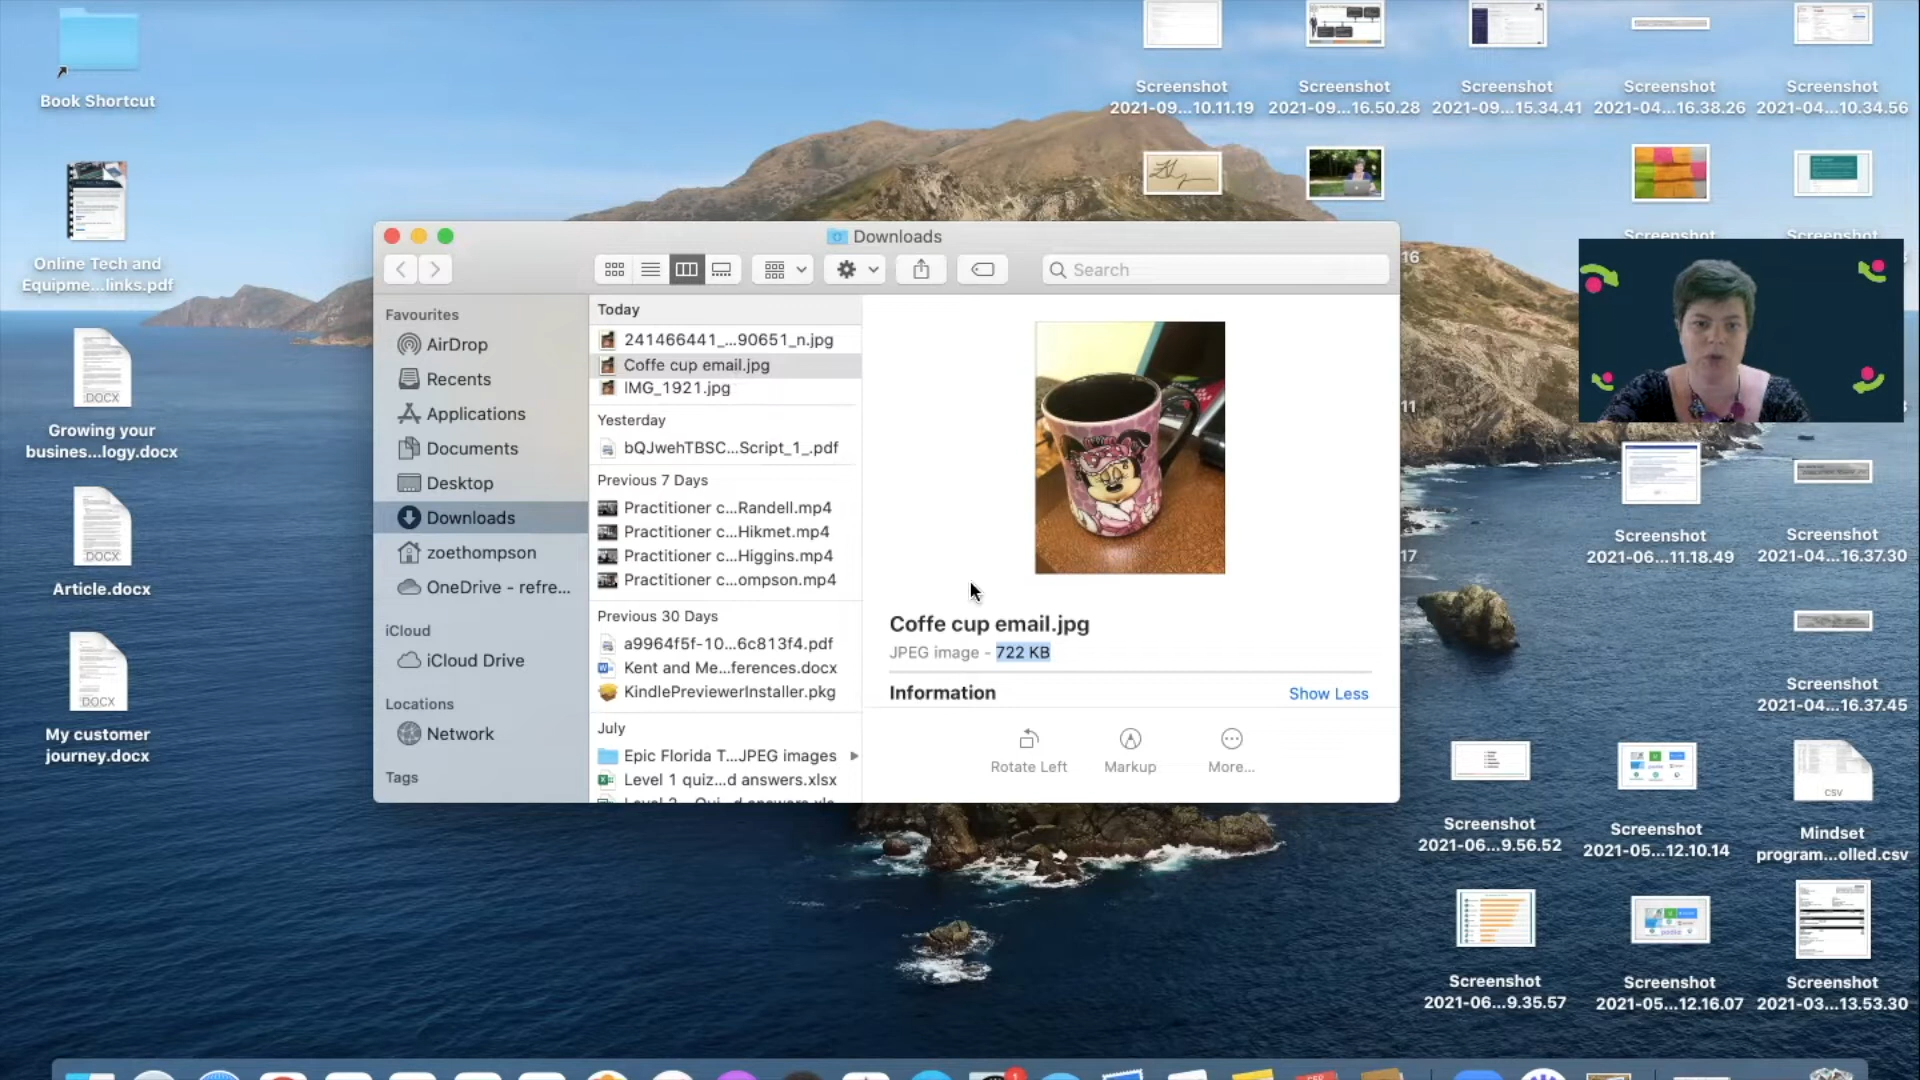 Book Shortcut
Online Tech and
Equipme...links.pdf
DOCX
Growing your
busines...logy.docx
DOCX
Article.docx
DOCX
My customer
journey.docx
Screenshot
2021-09...10.11.19
Screenshot
2021-09...16.50.28
Screenshot
2021-09...15.34.41
Screenshot
2021-04...16.38.26
Screenshot
2021-04...10.34.56
Screenshot
Screenshot
Downloads
Search
Favourites
AirDrop
Recents
Applications
Documents
Desktop
Downloads
zoethompson
OneDrive - refre...
iCloud
iCloud Drive
Locations
Network
Tags
Today
241466441_...90651_n.jpg
Coffe cup email.jpg
IMG_1921.jpg
Yesterday
bQJwehTBSC...Script_1_.pdf
Previous 7 Days
Practitioner c...Randell.mp4
Practitioner c...Hikmet.mp4
Practitioner c...Higgins.mp4
Practitioner c...ompson.mp4
Previous 30 Days
a9964f5f-10...6c813f4.pdf
Kent and Me...ferences.docx
KindlePreviewerInstaller.pkg
July
Epic Florida T...JPEG images
Level 1 quiz...d answers.xlsx
Coffe cup email.jpg
JPEG image - 722 KB
Information
Show Less
Rotate Left
Markup
More...
16
11
17
Screenshot
2021-06...11.18.49
Screenshot
2021-04...16.37.30
Screenshot
2021-04...16.37.45
Screenshot
2021-06...9.56.52
Screenshot
2021-05...12.10.14
CSV
Mindset
program...olled.csv
Screenshot
2021-06...9.35.57
Screenshot
2021-05...12.16.07
Screenshot
2021-03...13.53.30